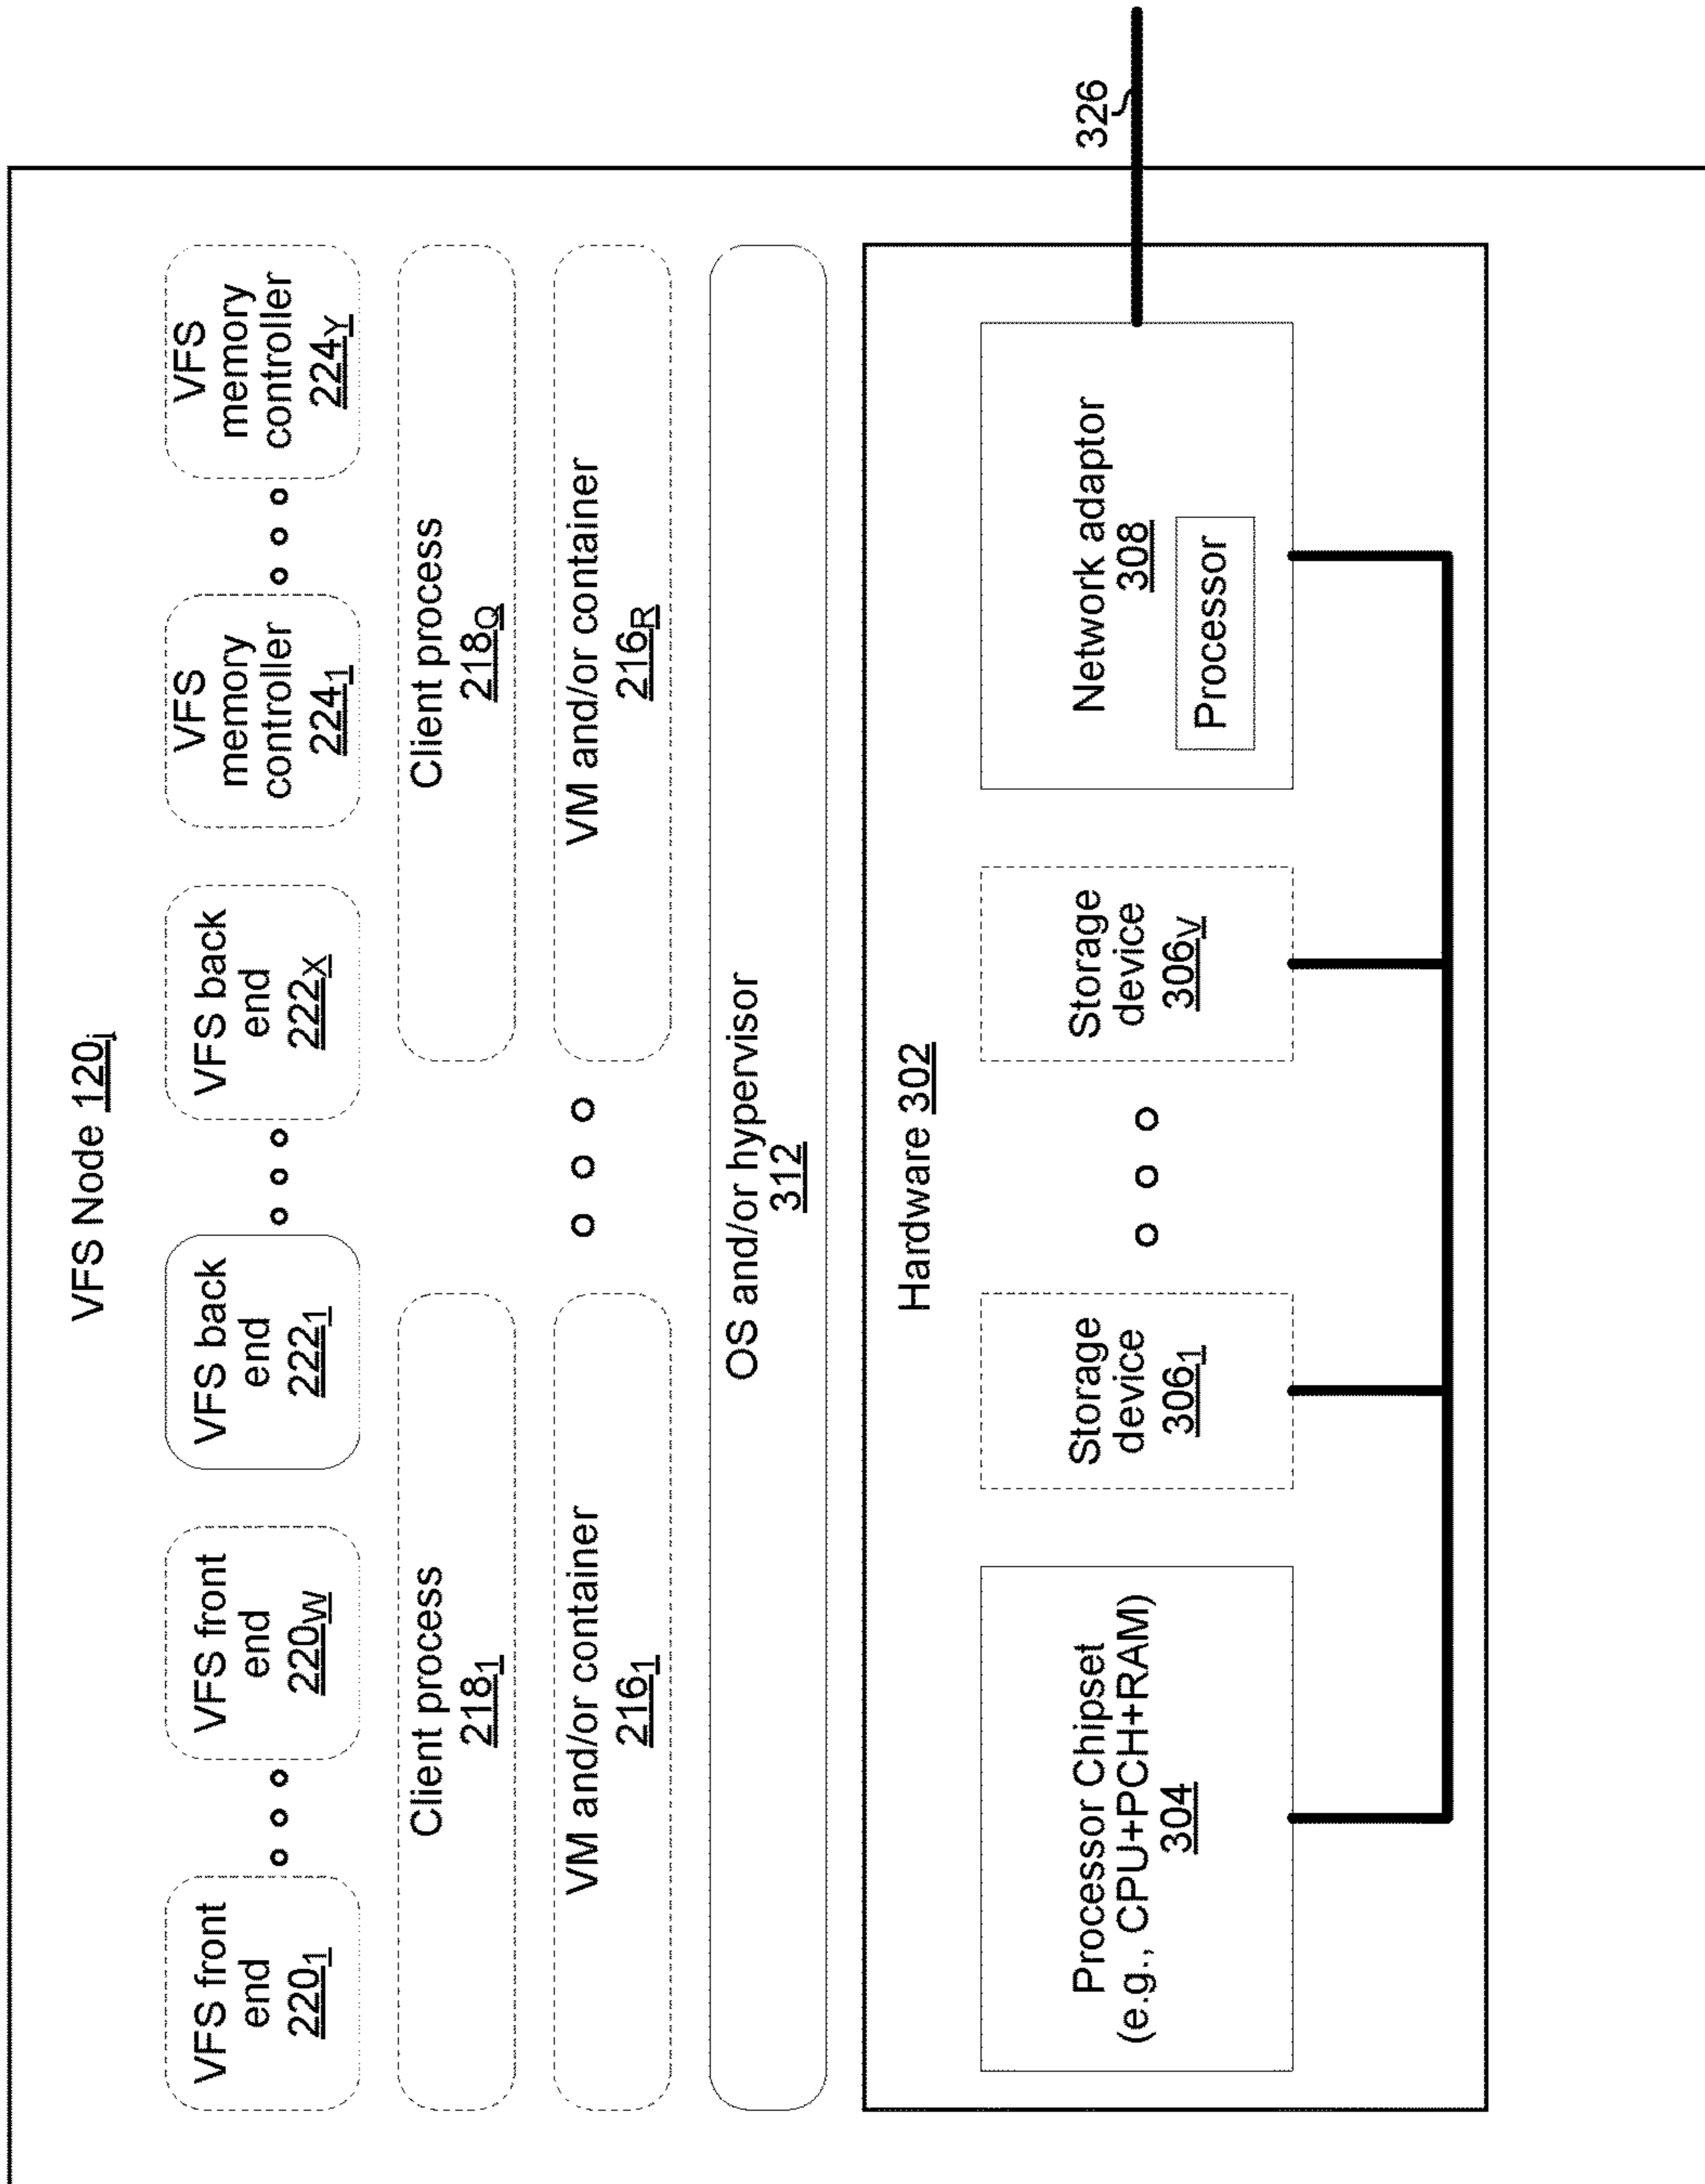 VFS Node 120j
VFS front
end
220₁
VFS front
end
220W
VFS back
end
222₁
VFS back
end
222X
VFS
memory
controller
224₁
VFS
memory
controller
224Y
Client process
218₁
Client process
218Q
VM and/or container
216₁
VM and/or container
216R
OS and/or hypervisor
312
Hardware 302
Processor Chipset
(e.g., CPU+PCH+RAM)
304
Storage
device
306₁
Storage
device
306V
Network adaptor
308
Processor
326